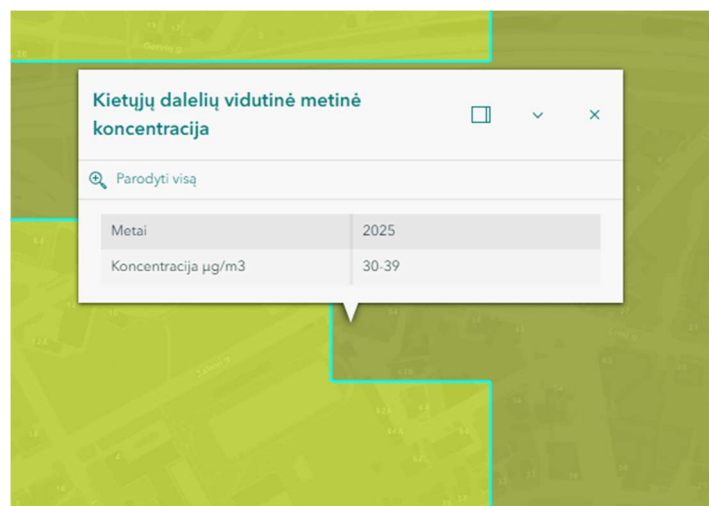 Kietųjų dalelių vidutinė metinė
koncentracija
Parodyti visą
Metai 2025
Koncentracija µg/m3 30-39